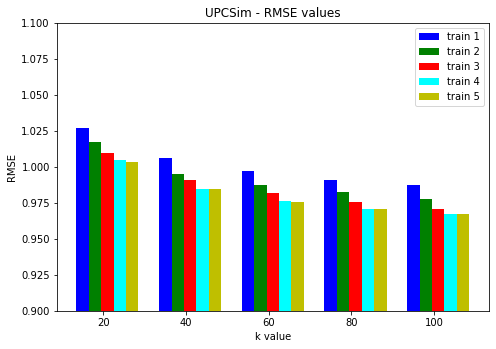 UPCSim - RMSE values
1.100
1.075
1.050
1.025
1.000
0.975
0.950
0.925
0.900
RMSE
train 1
train 2
train 3
train 4
train 5
20 40 60 80 100
k value